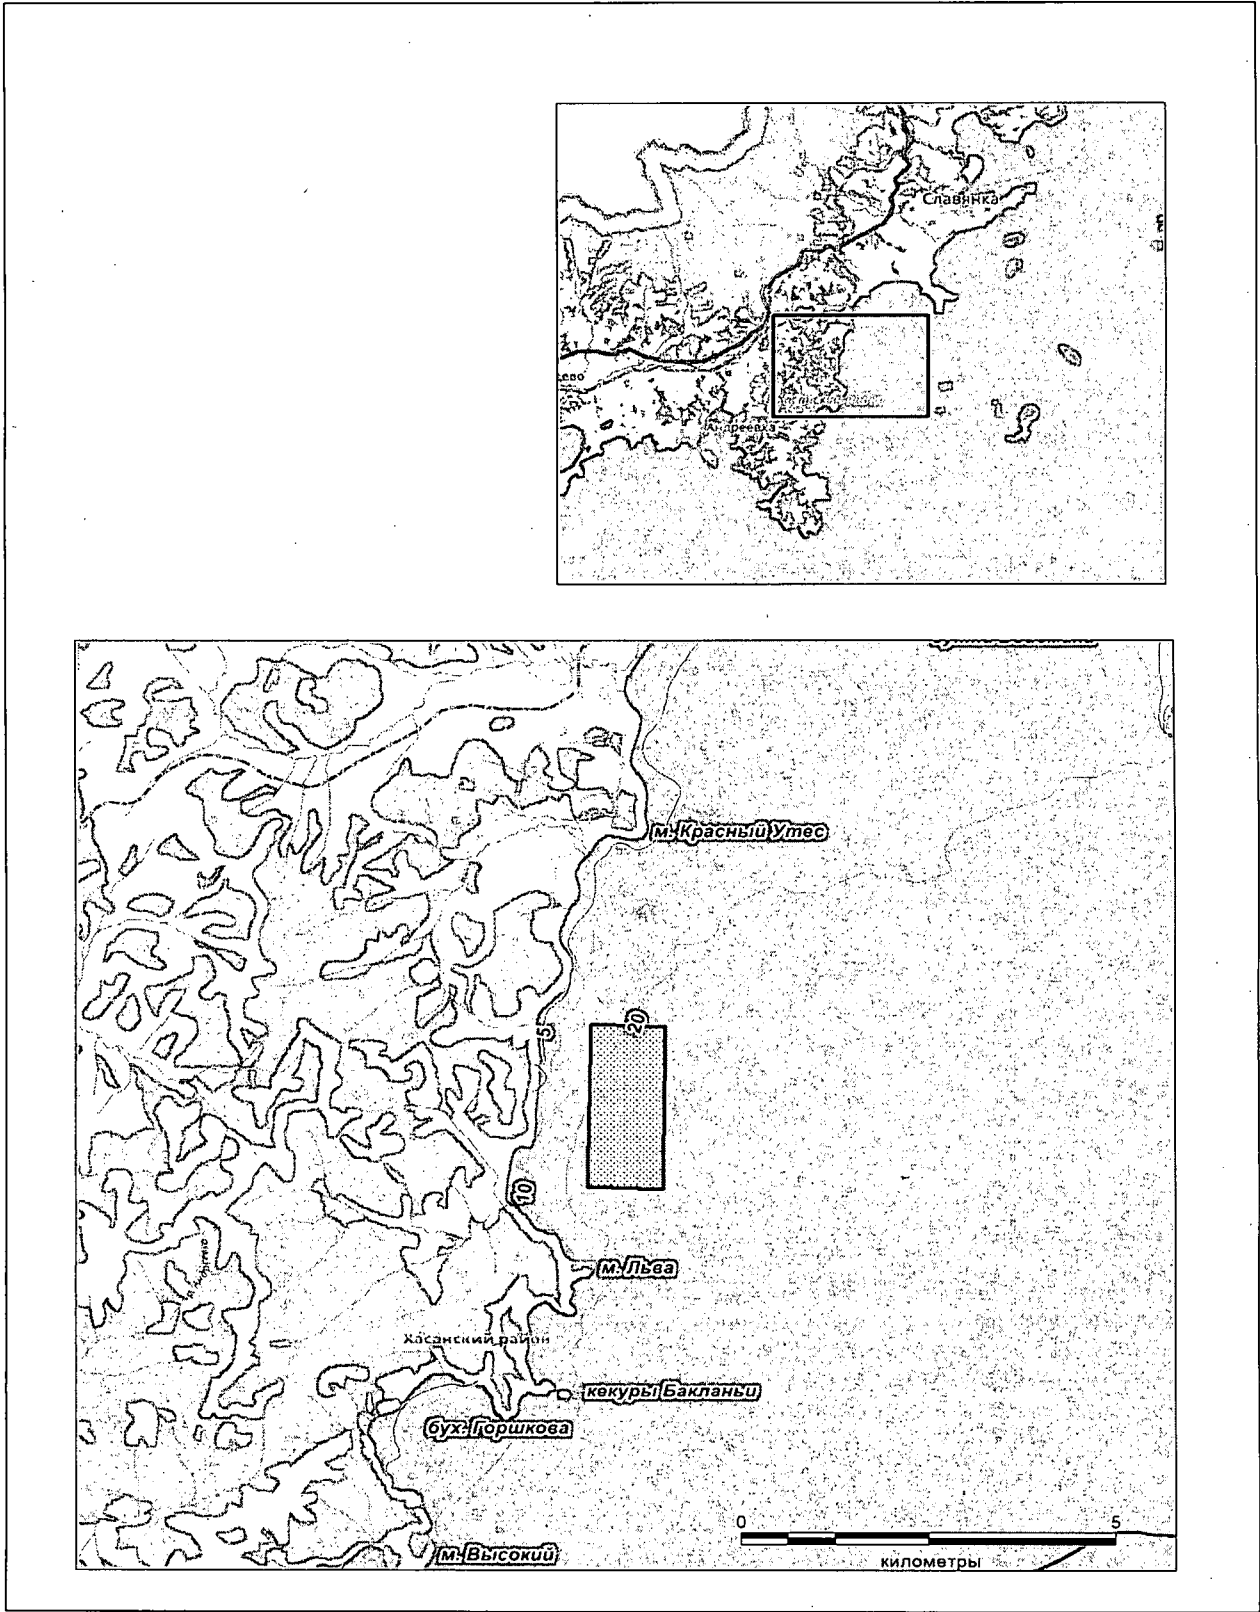 Славянка
Андреевка
м. Красный Утес
5
20
10
м. Льва
Хасанский район
кекуры Бакланьи
бух. Горшкова
0
5
километры
м. Высокий